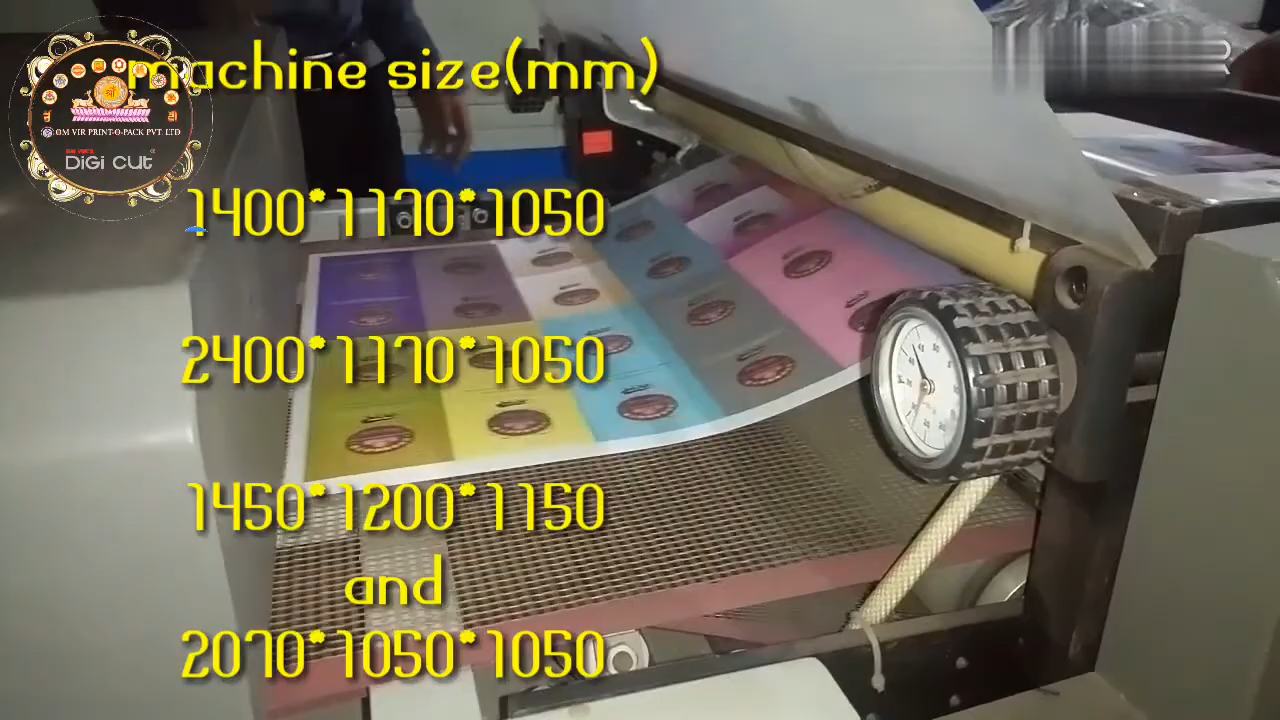 machine size(mm)
OM VIR PRINT-O-PACK PVT. LTD
DiGi CUT
1400*1170*1050
2400*1170*1050
1450*1200*1150
and
2070*1050*1050